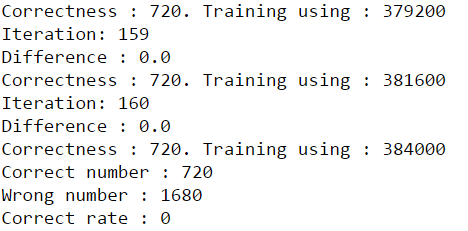 Correctness : 720. Training using : 379200
Iteration: 159
Difference : 0.0
Correctness : 720. Training using : 381600
Iteration: 160
Difference : 0.0
Correctness : 720. Training using : 384000
Correct number : 720
Wrong number : 1680
Correct rate : 0